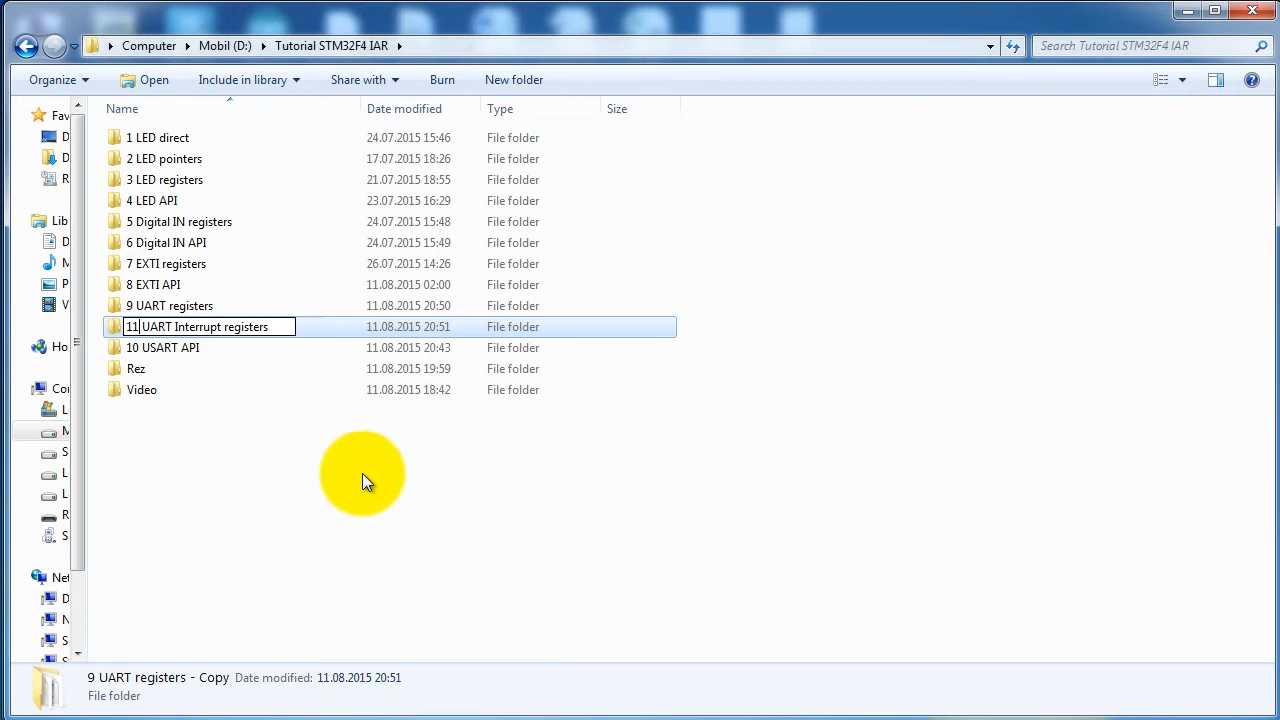 Computer Mobil (D:) Tutorial STM32F4 IAR
Search Tutorial STM32F4 IAR
Organize Open Include in library Share with Burn New folder
Name Date modified Type Size
Fav
D
D
R
Lib
D
M
P
V
Ho
Co
L
M
S
L
L
R
S
Net
D
N
S
S
1 LED direct 24.07.2015 15:46 File folder
2 LED pointers 17.07.2015 18:26 File folder
3 LED registers 21.07.2015 18:55 File folder
4 LED API 23.07.2015 16:29 File folder
5 Digital IN registers 24.07.2015 15:48 File folder
6 Digital IN API 24.07.2015 15:49 File folder
7 EXTI registers 26.07.2015 14:26 File folder
8 EXTI API 11.08.2015 02:00 File folder
9 UART registers 11.08.2015 20:50 File folder
11 UART Interrupt registers 11.08.2015 20:51 File folder
10 USART API 11.08.2015 20:43 File folder
Rez 11.08.2015 19:59 File folder
Video 11.08.2015 18:42 File folder
9 UART registers - Copy Date modified: 11.08.2015 20:51
File folder